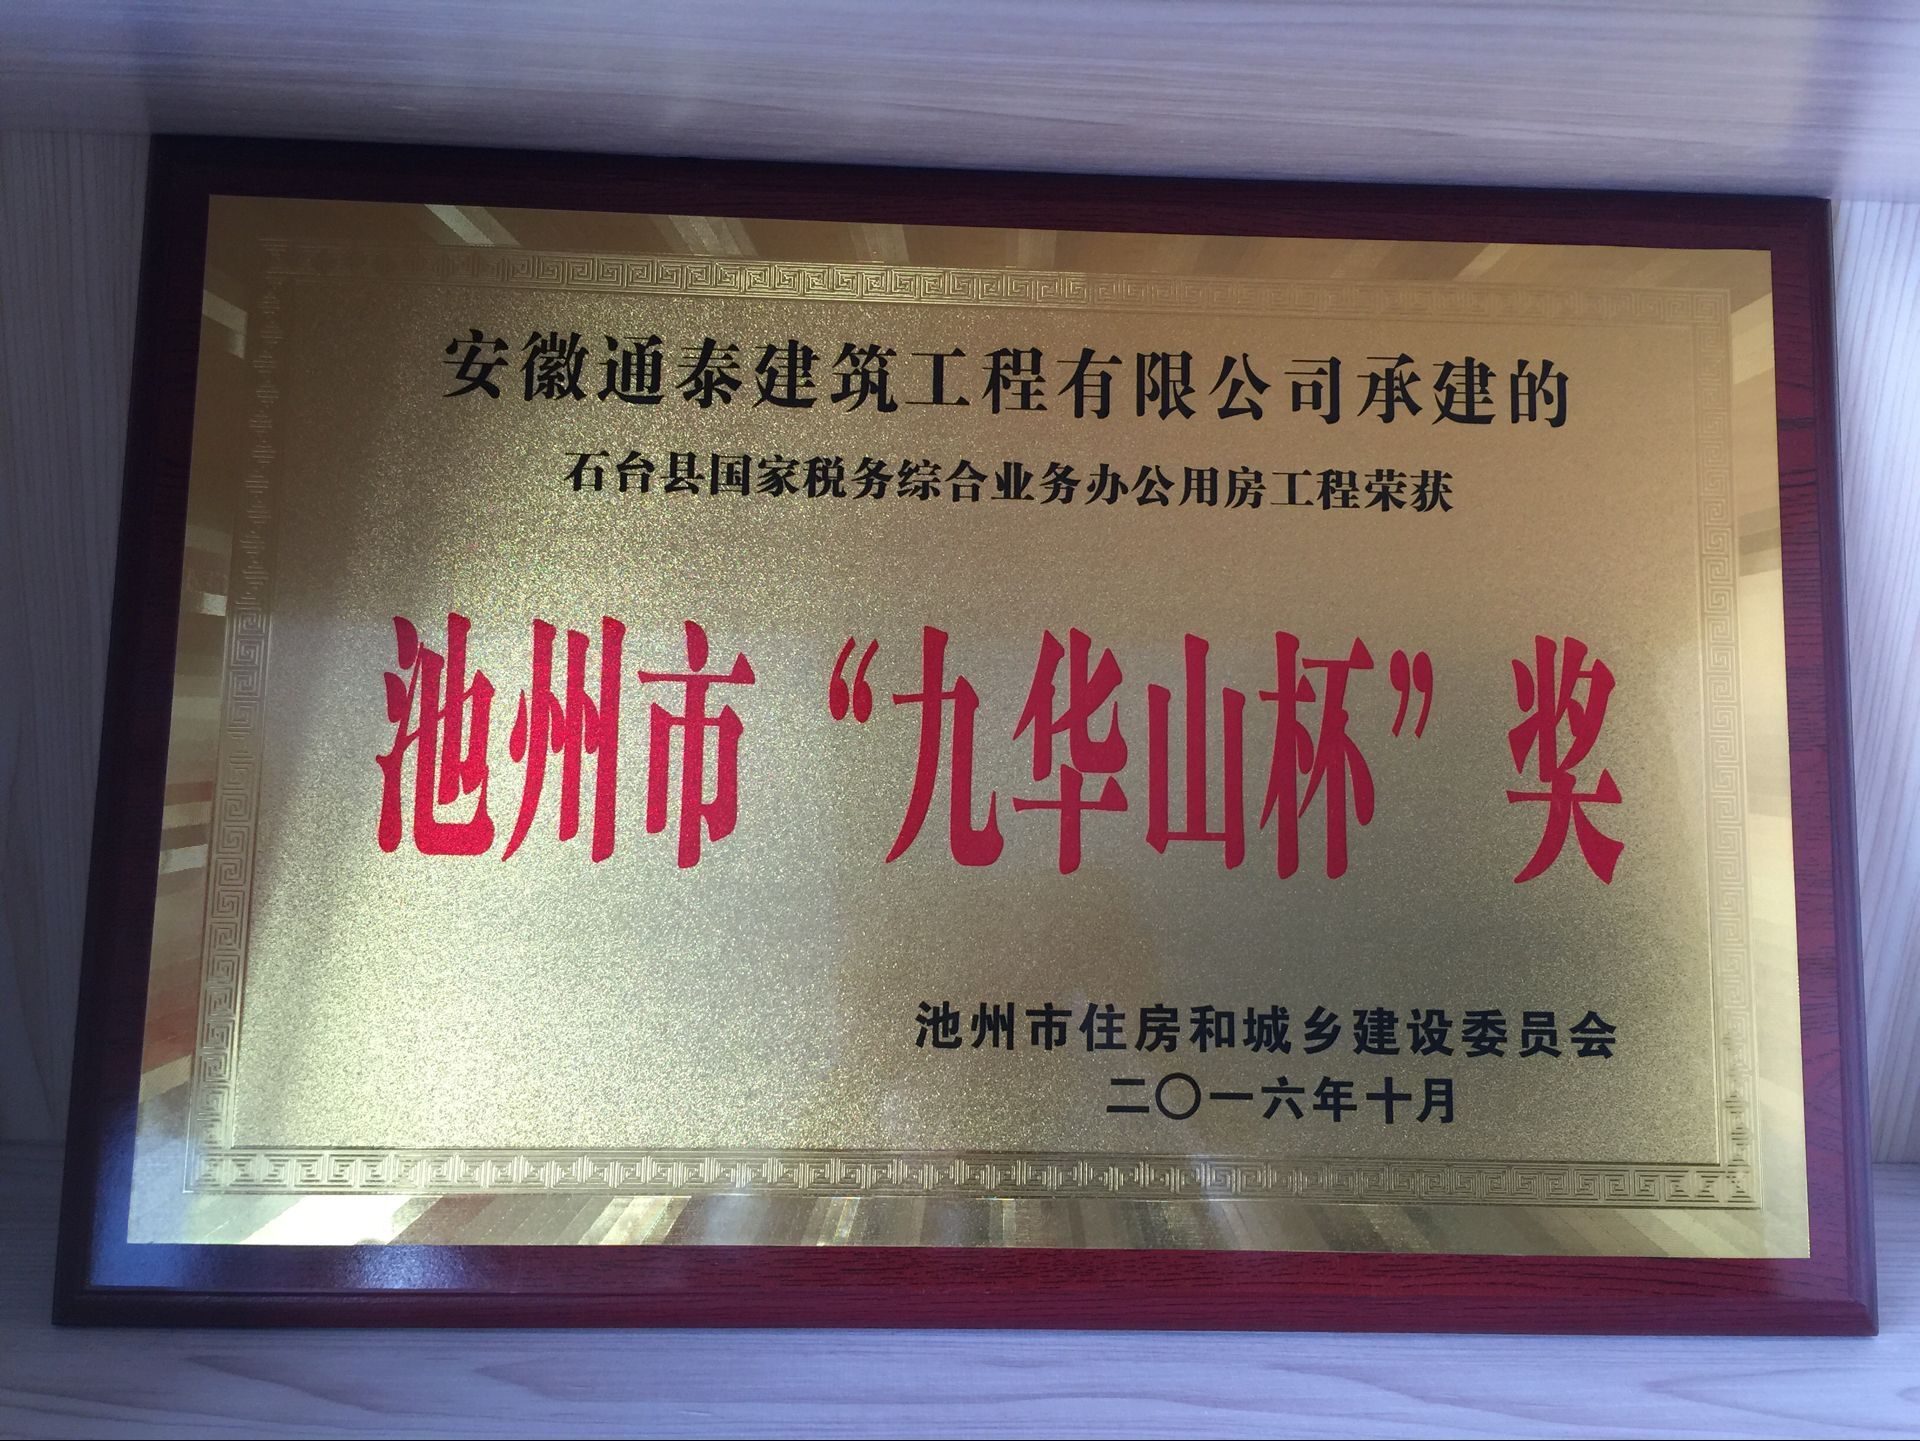 安徽通泰建筑工程有限公司承建的
石台县国家税务综合业务办公用房工程荣获
池州市“九华山杯”奖
池州市住房和城乡建设委员会
二〇一六年十月